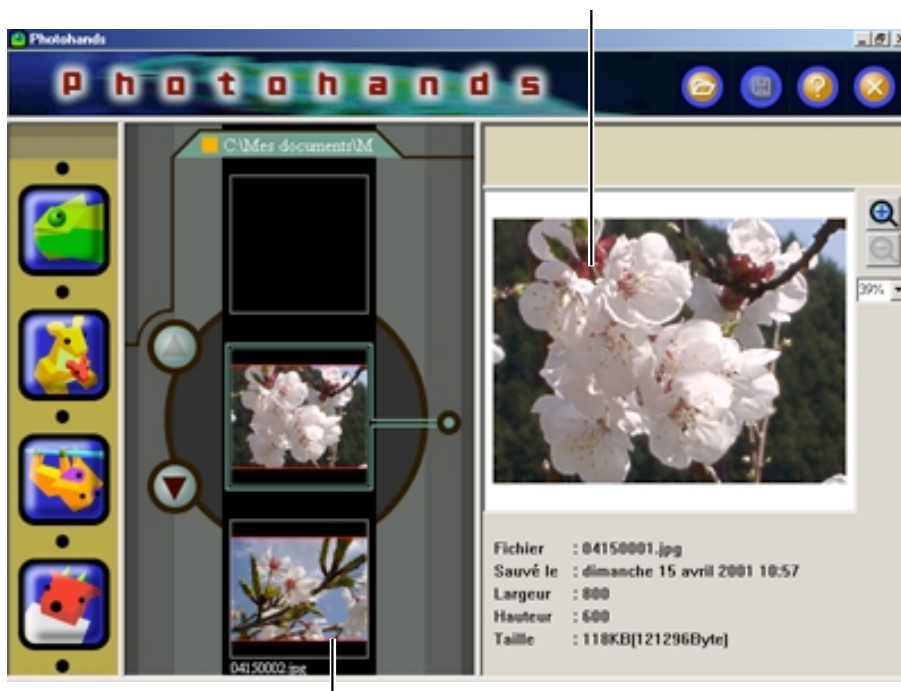 Photohands
Photohands
C:\Mes documents\M
39%
Fichier : 04150001.jpg
Sauvé le : dimanche 15 avril 2001 10:57
Largeur : 800
Hauteur : 600
Taille : 118KB(121296Byte)
04150002.jpg